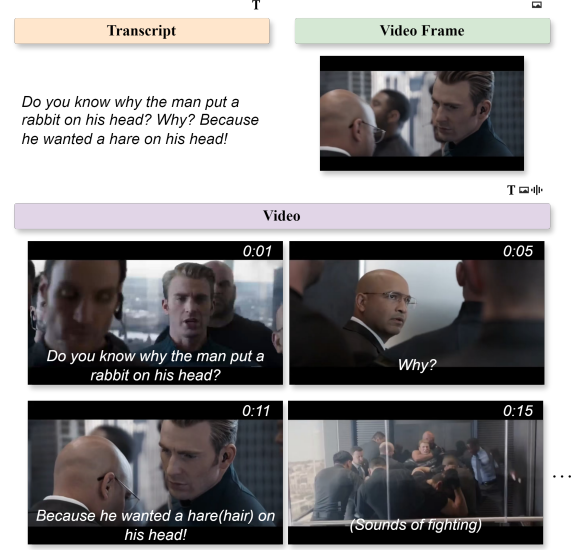 T
Transcript
Video Frame
Do you know why the man put a
rabbit on his head? Why? Because
he wanted a hare on his head!
T
Video
0:01
Do you know why the man put a
rabbit on his head?
0:05
Why?
0:11
Because he wanted a hare(hair) on
his head!
0:15
(Sounds of fighting)
...